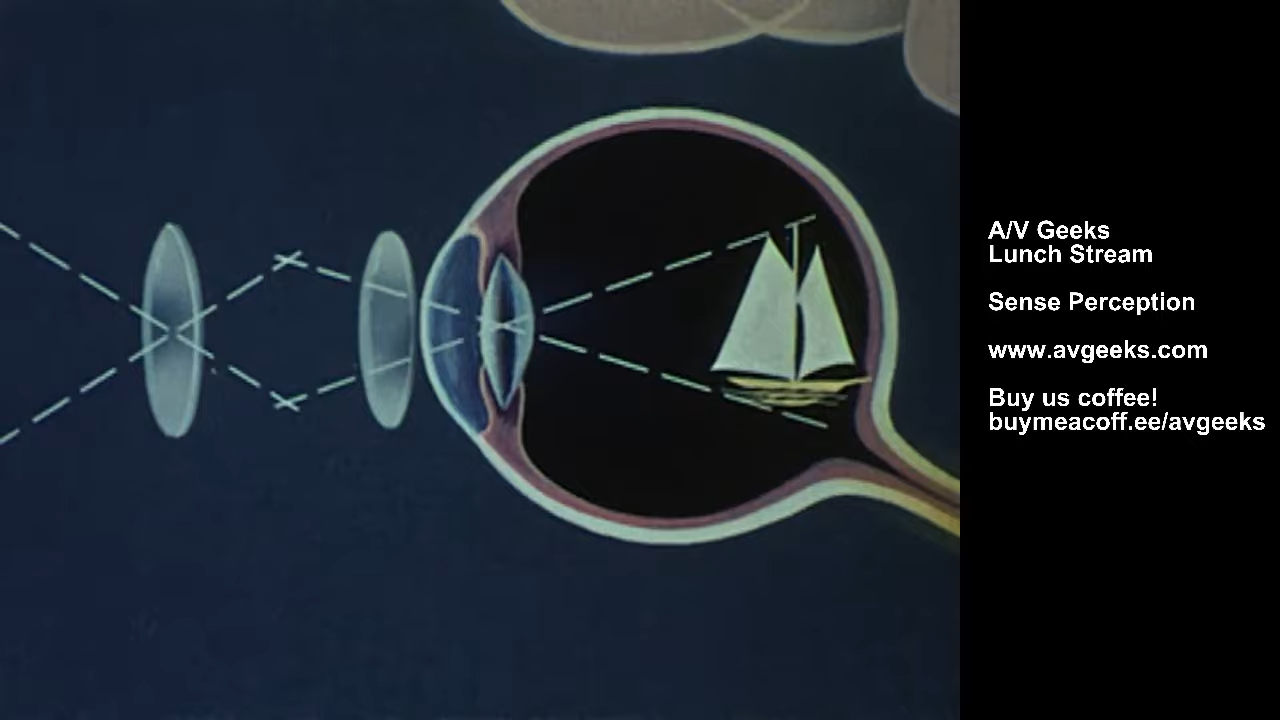 A/V Geeks
Lunch Stream
Sense Perception
www.avgeeks.com
Buy us coffee!
buymeacoff.ee/avgeeks